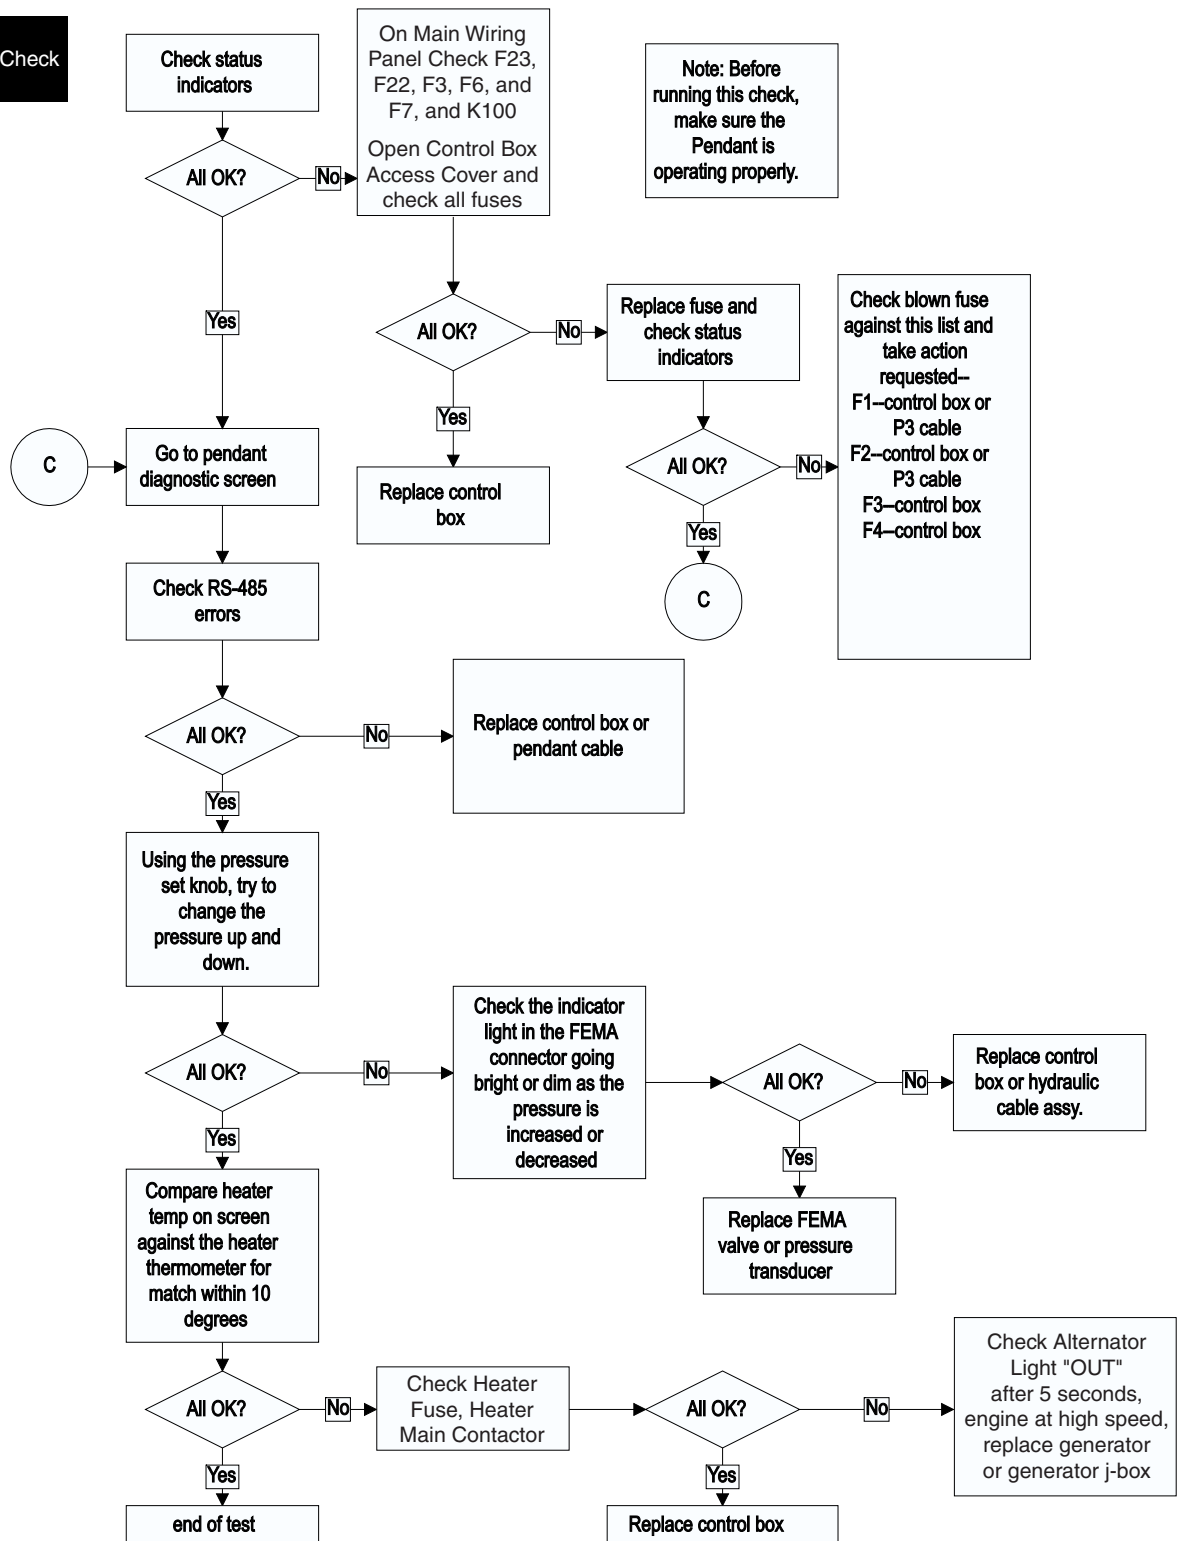 Check
Check status
indicators
On Main Wiring
Panel Check F23,
F22, F3, F6, and
F7, and K100
Open Control Box
Access Cover and
check all fuses
Note: Before
running this check,
make sure the
Pendant is
operating properly.
All OK?
No
Yes
All OK?
No
Yes
Replace fuse and
check status
indicators
Check blown fuse
against this list and
take action
requested--
F1--control box or
P3 cable
F2--control box or
P3 cable
F3--control box
F4--control box
C
Go to pendant
diagnostic screen
Replace control
box
All OK?
No
Yes
C
Check RS-485
errors
All OK?
No
Yes
Replace control box or
pendant cable
Using the pressure
set knob, try to
change the
pressure up and
down.
All OK?
No
Yes
Check the indicator
light in the FEMA
connector going
bright or dim as the
pressure is
increased or
decreased
All OK?
No
Yes
Replace control
box or hydraulic
cable assy.
Replace FEMA
valve or pressure
transducer
Compare heater
temp on screen
against the heater
thermometer for
match within 10
degrees
All OK?
No
Yes
Check Heater
Fuse, Heater
Main Contactor
All OK?
No
Yes
Check Alternator
Light "OUT"
after 5 seconds,
engine at high speed,
replace generator
or generator j-box
end of test
Replace control box